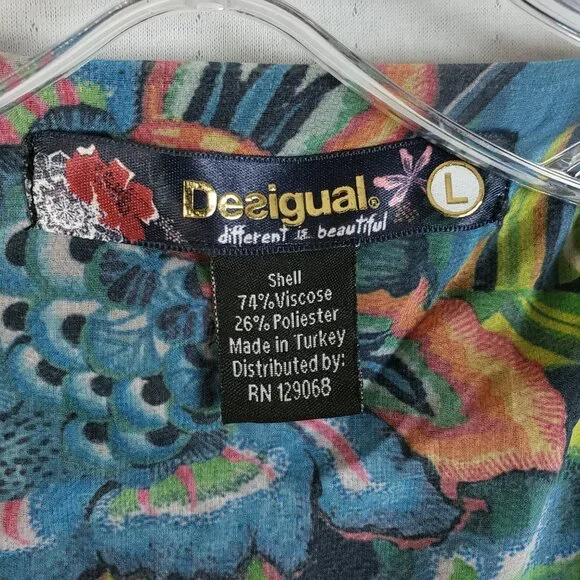 Desigual.® L
different is beautiful
Shell
74%Viscose
26%Poliester
Made in Turkey
Distributed by:
RN 129068